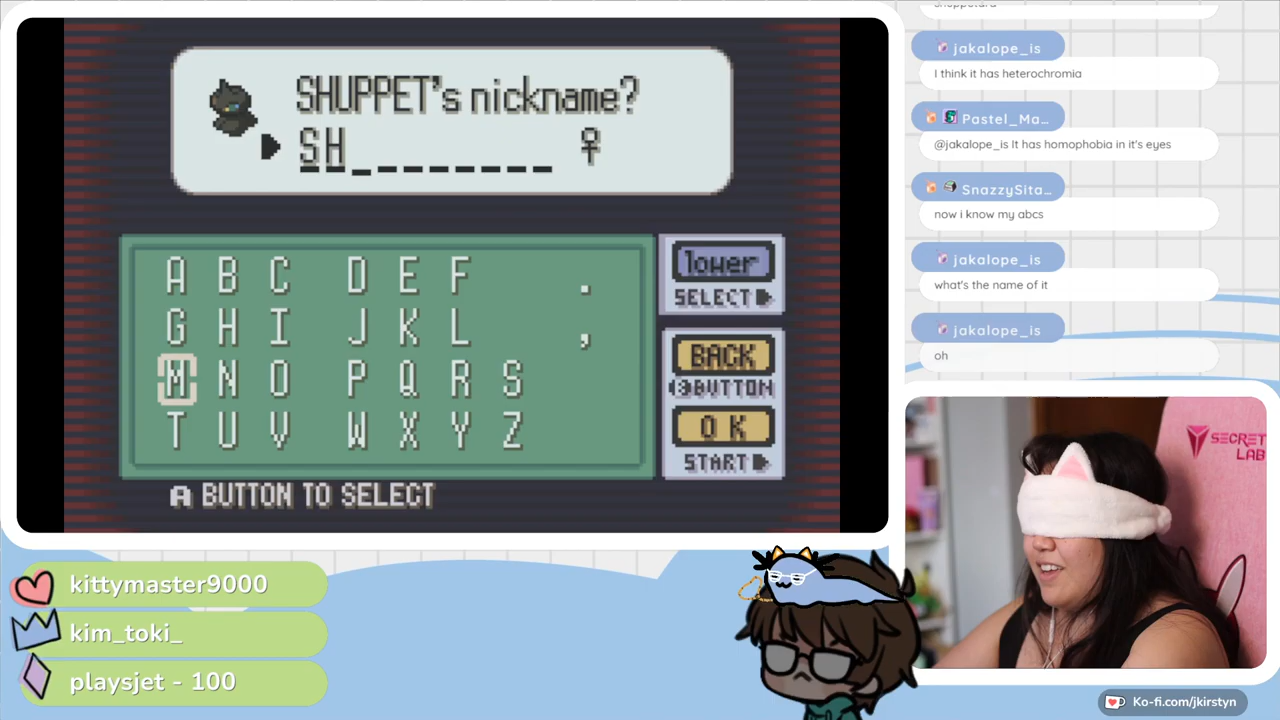 SHUPPET's nickname?
SH
A B C D E F .
G H I J K L ,
M N O P Q R S
T U V W X Y Z
lower
SELECT
BACK
BUTTON
OK
START
A BUTTON TO SELECT
jakalope_is
I think it has heterochromia
Pastel_Ma...
@jakalope_is It has homophobia in it's eyes
SnazzySita...
now i know my abcs
jakalope_is
what's the name of it
jakalope_is
oh
SECRET
LAB
kittymaster9000
kim_toki_
playsjet - 100
Ko-fi.com/jkirstyn